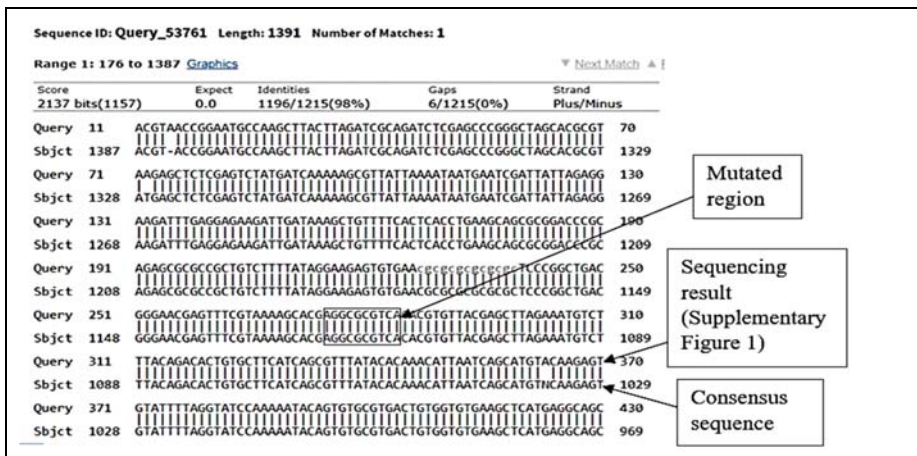 Sequence ID: Query_53761 Length: 1391 Number of Matches: 1
Range 1: 176 to 1387 Graphics ▼ Next Match ▲
Score Expect Identities Gaps Strand
2137 bits(1157) 0.0 1196/1215(98%) 6/1215(0%) Plus/Minus
Query 11 ACGTAACCGGAATGCCAAGCTTACTTAGATCGCAGATCTCGAGCCCGGGCTAGCACGCGT 70
Sbjct 1387 ACGT-ACCGGAATGCCAAGCTTACTTAGATCGCAGATCTCGAGCCCGGGCTAGCACGCGT 1329
Query 71 AAGAGCTCTCGAGTCTATGATCAAAAAGCGTTATTAAAATAATGAATCGATTATTAGAGG 130
Sbjct 1328 ATGAGCTCTCGAGTCTATGATCAAAAAGCGTTATTAAAATAATGAATCGATTATTAGAGG 1269
Query 131 AAGATTTGAGGAGAAGATTGATAAAGCTGTTTTCACTCACCTGAAGCAGCGCGGACCCGC 190
Sbjct 1268 AAGATTTGAGGAGAAGATTGATAAAGCTGTTTTCACTCACCTGAAGCAGCGCGGACCCGC 1209
Query 191 AGAGCGCGCCGCTGTCTTTTATAGGAAGAGTGTGAAcgcgcgcgcgcgcTCCCGGCTGAC 250
Sbjct 1208 AGAGCGCGCCGCTGTCTTTTATAGGAAGAGTGTGAACGCGCGCGCGCGCTCCCGGCTGAC 1149
Query 251 GGGAACGAGTTTCGTAAAAGCACGAGGCGCGTCACACGTGTTACGAGCTTAGAAATGTCT 310
Sbjct 1148 GGGAACGAGTTTCGTAAAAGCACGAGGCGCGTCACACGTGTTACGAGCTTAGAAATGTCT 1089
Query 311 TTACAGACACTGTGCTTCATCAGCGTTTATACACAAACATTAATCAGCATGTACAAGAGT 370
Sbjct 1088 TTACAGACACTGTGCTTCATCAGCGTTTATACACAAACATTAATCAGCATGTNCAAGAGT 1029
Query 371 GTATTTTAGGTATCCAAAAATACAGTGTGCGTGACTGTGGTGTGAAGCTCATGAGGCAGC 430
Sbjct 1028 GTATTTTAGGTATCCAAAAATACAGTGTGCGTGACTGTGGTGTGAAGCTCATGAGGCAGC 969
Mutated
region
Sequencing
result
(Supplementary
Figure 1)
Consensus
sequence